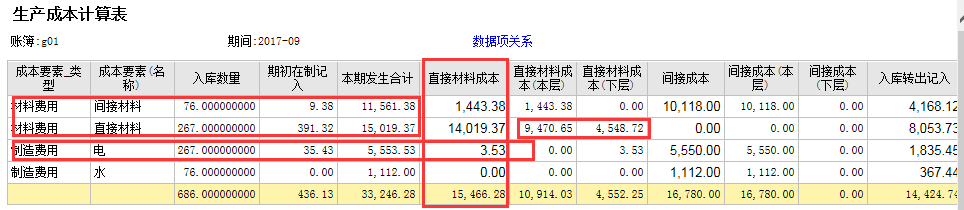 生产成本计算表
账簿:g01 期间:2017-09 数据项关系
成本要素_类型 成本要素(名称) 入库数量 期初在制记入 本期发生合计 直接材料成本 直接材料成本(本层) 直接材料成本(下层) 间接成本 间接成本(本层) 间接成本(下层) 入库转出记入
材料费用 间接材料 76.000000000 9.38 11,561.38 1,443.38 1,443.38 0.00 10,118.00 10,118.00 0.00 4,168.12
材料费用 直接材料 267.000000000 391.32 15,019.37 14,019.37 9,470.65 4,548.72 0.00 0.00 0.00 8,053.73
制造费用 电 267.000000000 35.43 5,553.53 3.53 0.00 3.53 5,550.00 5,550.00 0.00 1,835.45
制造费用 水 76.000000000 0.00 1,112.00 0.00 0.00 0.00 1,112.00 1,112.00 0.00 367.44
686.000000000 436.13 33,246.28 15,466.28 10,914.03 4,552.25 16,780.00 16,780.00 0.00 14,424.74